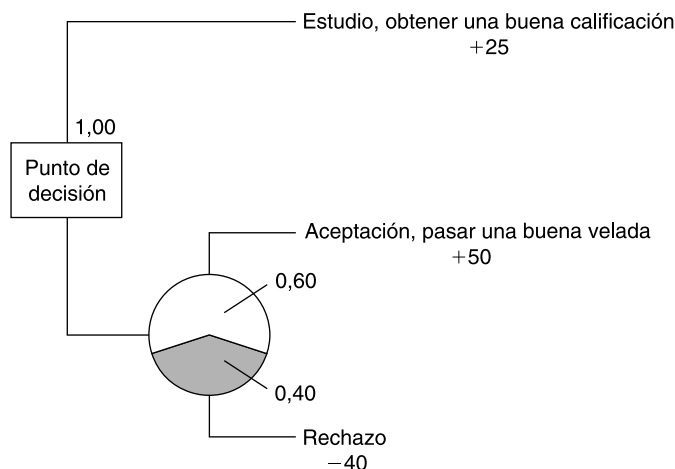 Estudio, obtener una buena calificación
+25
1,00
Punto de
decisión
Aceptación, pasar una buena velada
+50
0,60
0,40
Rechazo
−40